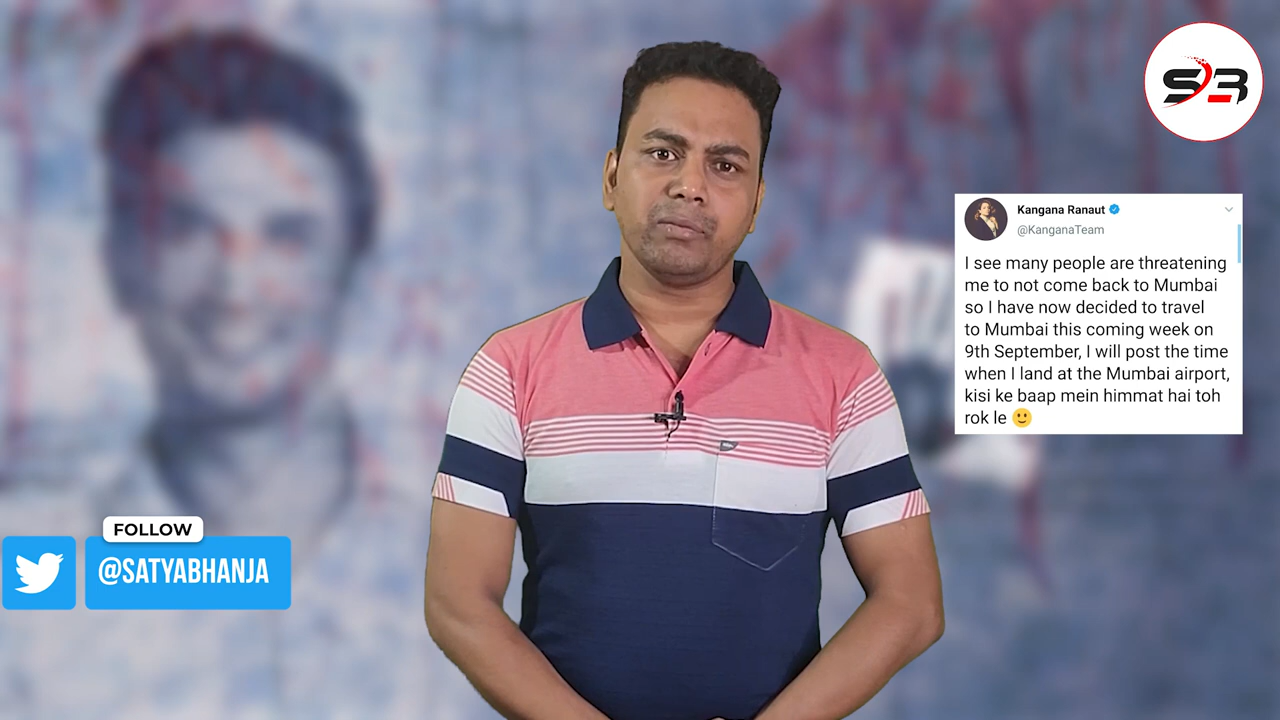 SB
Kangana Ranaut
@KanganaTeam
I see many people are threatening
me to not come back to Mumbai
so I have now decided to travel
to Mumbai this coming week on
9th September, I will post the time
when I land at the Mumbai airport,
kisi ke baap mein himmat hai toh
rok le 🙂
FOLLOW
@SATYABHANJA